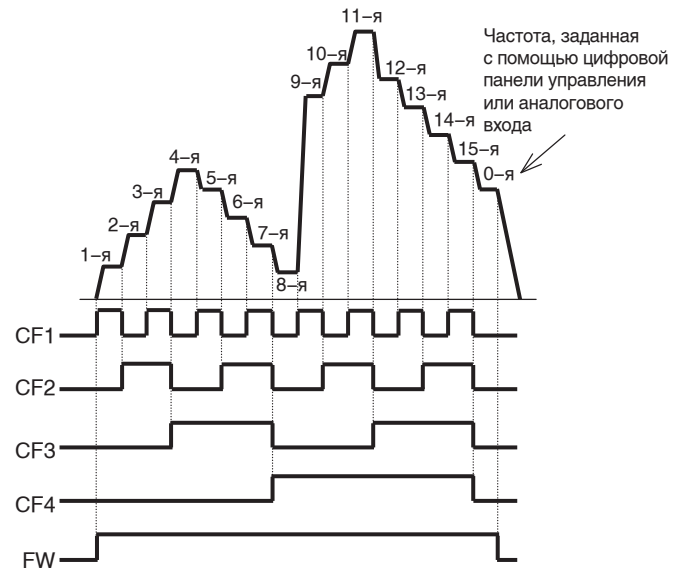 11–я
Частота, заданная
с помощью цифровой
панели управления
или аналогового
входа
10–я
9–я
12–я
13–я
14–я
15–я
0–я
4–я
5–я
3–я
6–я
2–я
7–я
1–я
8–я
CF1
CF2
CF3
CF4
FW